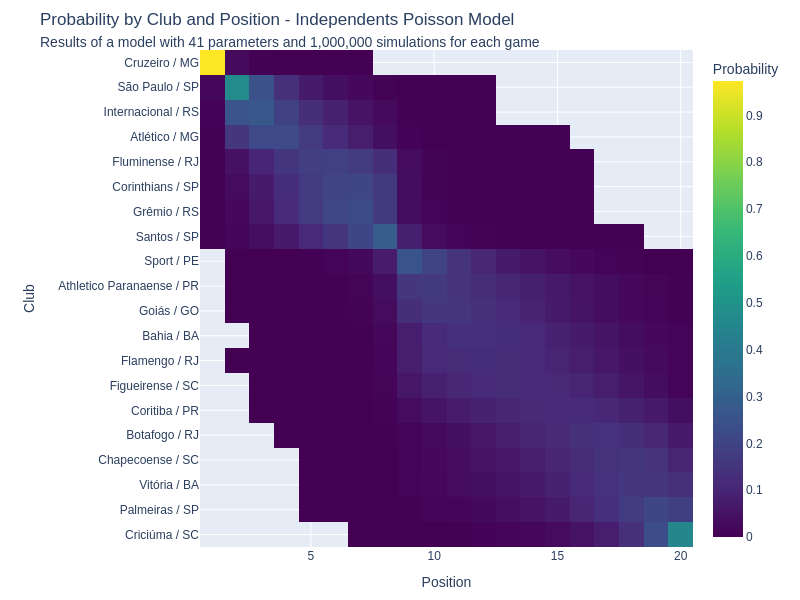 Probability by Club and Position - Independents Poisson Model
Results of a model with 41 parameters and 1,000,000 simulations for each game
Cruzeiro / MG
São Paulo / SP
Internacional / RS
Atlético / MG
Fluminense / RJ
Corinthians / SP
Grêmio / RS
Santos / SP
Sport / PE
Athletico Paranaense / PR
Goiás / GO
Bahia / BA
Flamengo / RJ
Figueirense / SC
Coritiba / PR
Botafogo / RJ
Chapecoense / SC
Vitória / BA
Palmeiras / SP
Criciúma / SC
Club
5
10
15
20
Position
Probability
0.9
0.8
0.7
0.6
0.5
0.4
0.3
0.2
0.1
0